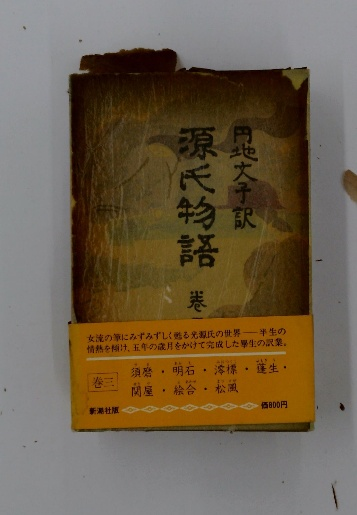 円地文子訳
源氏物語
巻
女流の筆にみずみずしく甦る光源氏の世界――半生の
情熱を傾け、五年の歳月をかけて完成した畢生の訳業。
巻三
須磨・明石・澪標・蓬生・
関屋・絵合・松風
新潮社版
価800円